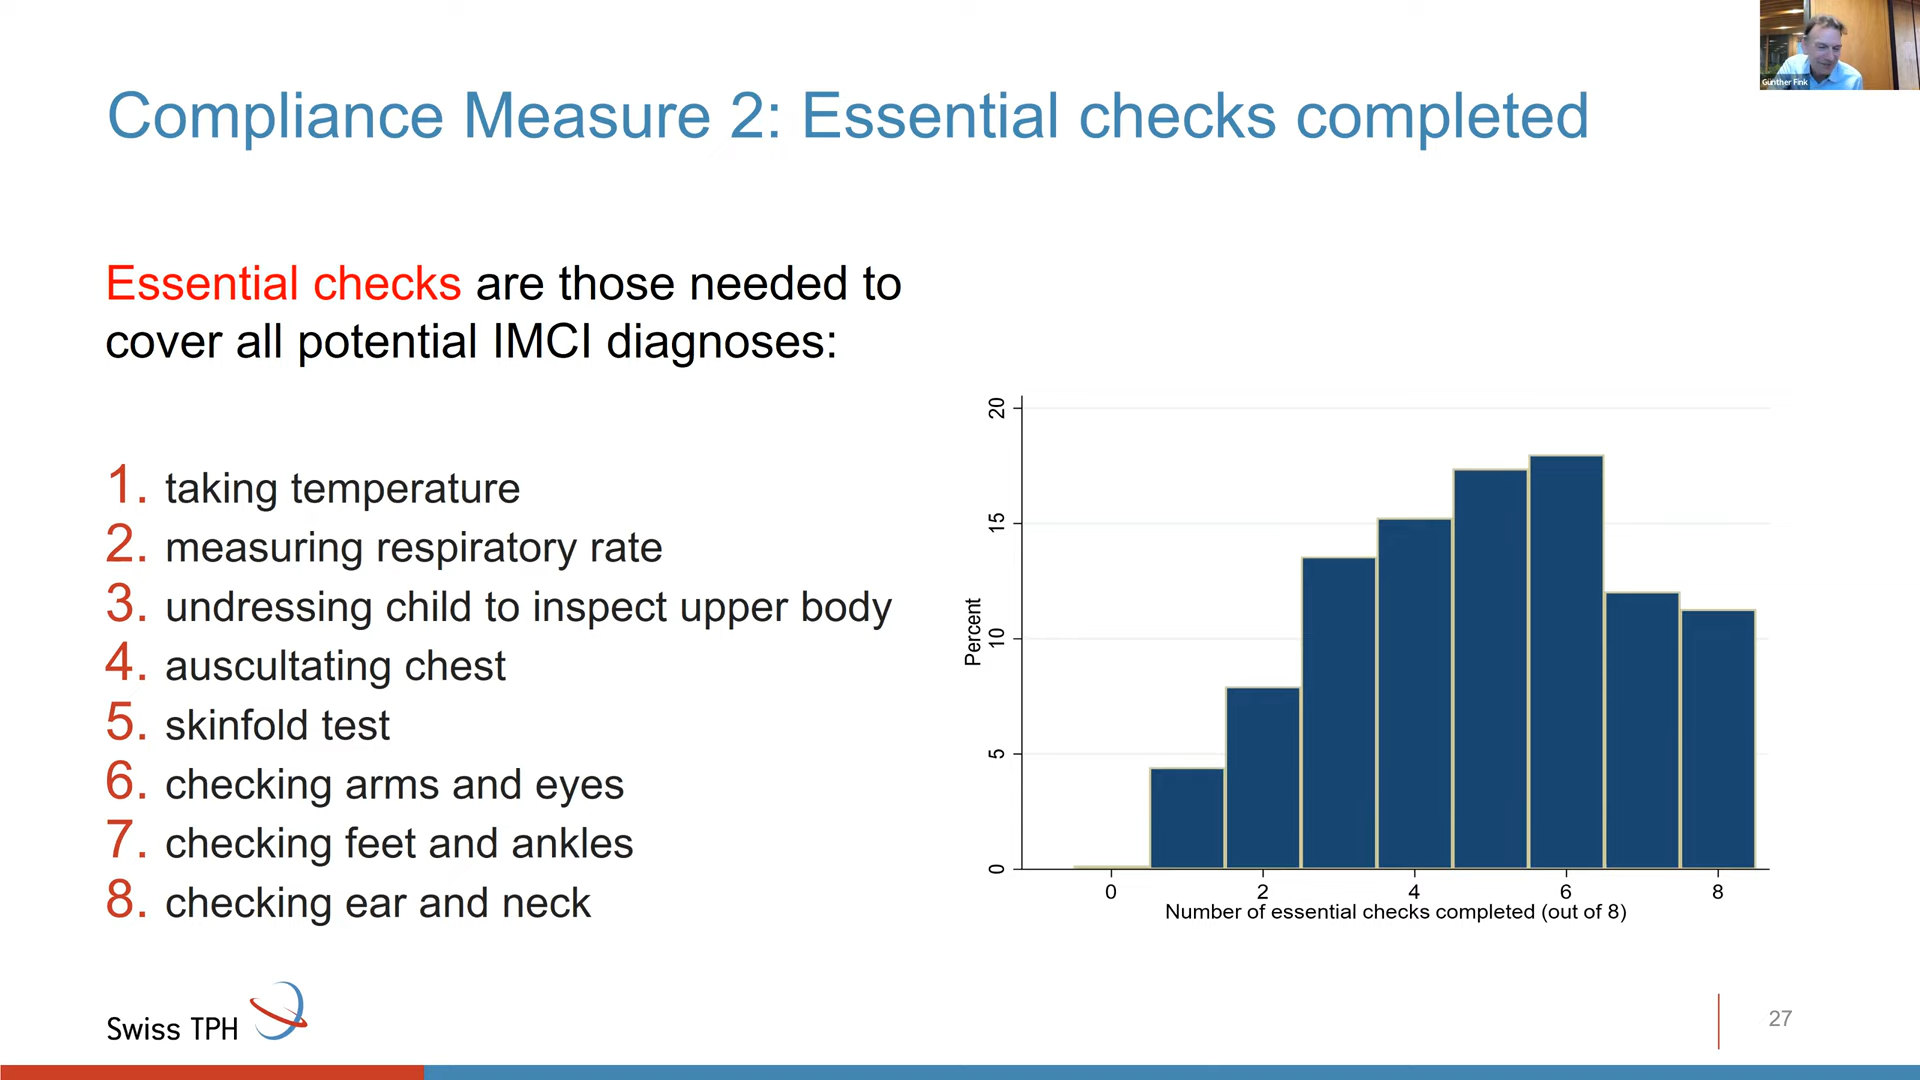 Günther Fink
Compliance Measure 2: Essential checks completed
Essential checks are those needed to
cover all potential IMCI diagnoses:
1. taking temperature
2. measuring respiratory rate
3. undressing child to inspect upper body
4. auscultating chest
5. skinfold test
6. checking arms and eyes
7. checking feet and ankles
8. checking ear and neck
Percent
20
15
10
5
0
0 2 4 6 8
Number of essential checks completed (out of 8)
Swiss TPH
27